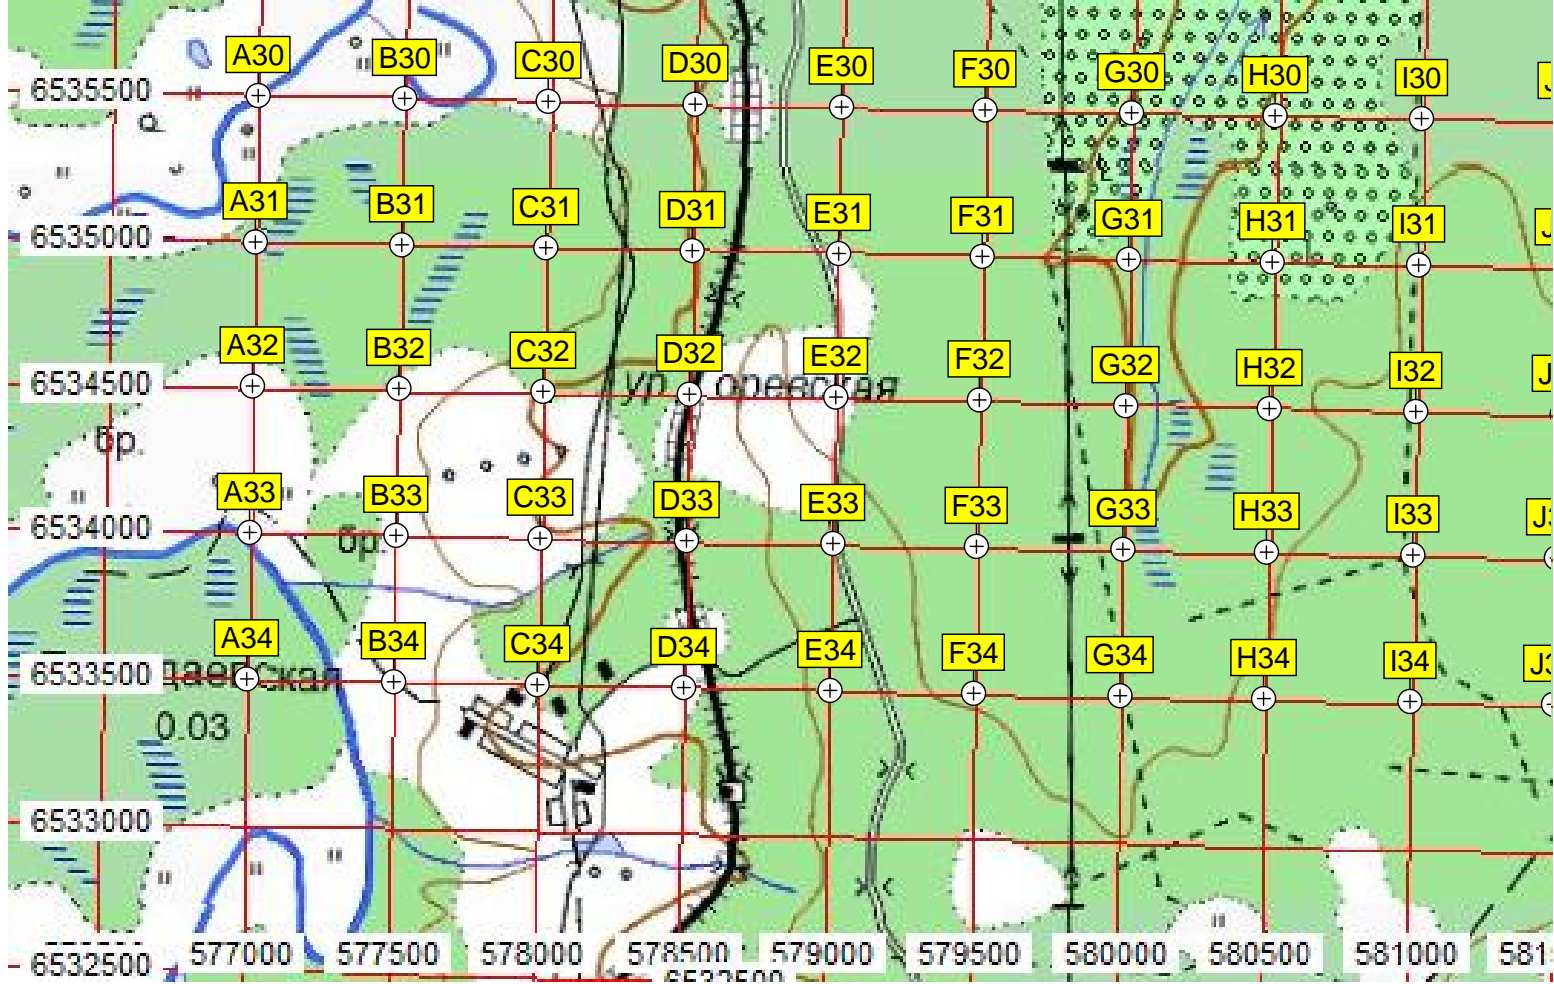 A30 B30 C30 D30 E30 F30 G30 H30 I30
6535500
A31 B31 C31 D31 E31 F31 G31 H31 I31
6535000
A32 B32 C32 D32 E32 F32 G32 H32 I32
6534500
ур.
бр.
A33 B33 C33 D33 E33 F33 G33 H33 I33
6534000
бр.
A34 B34 C34 D34 E34 F34 G34 H34 I34
6533500
0.03
6533000
577000 577500 578000 578500 579000 579500 580000 580500 581000
6532500
6532500